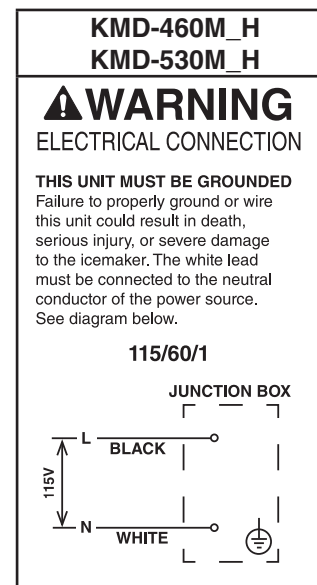 KMD-460M_H
KMD-530M_H
WARNING
ELECTRICAL CONNECTION
THIS UNIT MUST BE GROUNDED
Failure to properly ground or wire
this unit could result in death,
serious injury, or severe damage
to the icemaker. The white lead
must be connected to the neutral
conductor of the power source.
See diagram below.
115/60/1
JUNCTION BOX
L
BLACK
115V
N
WHITE